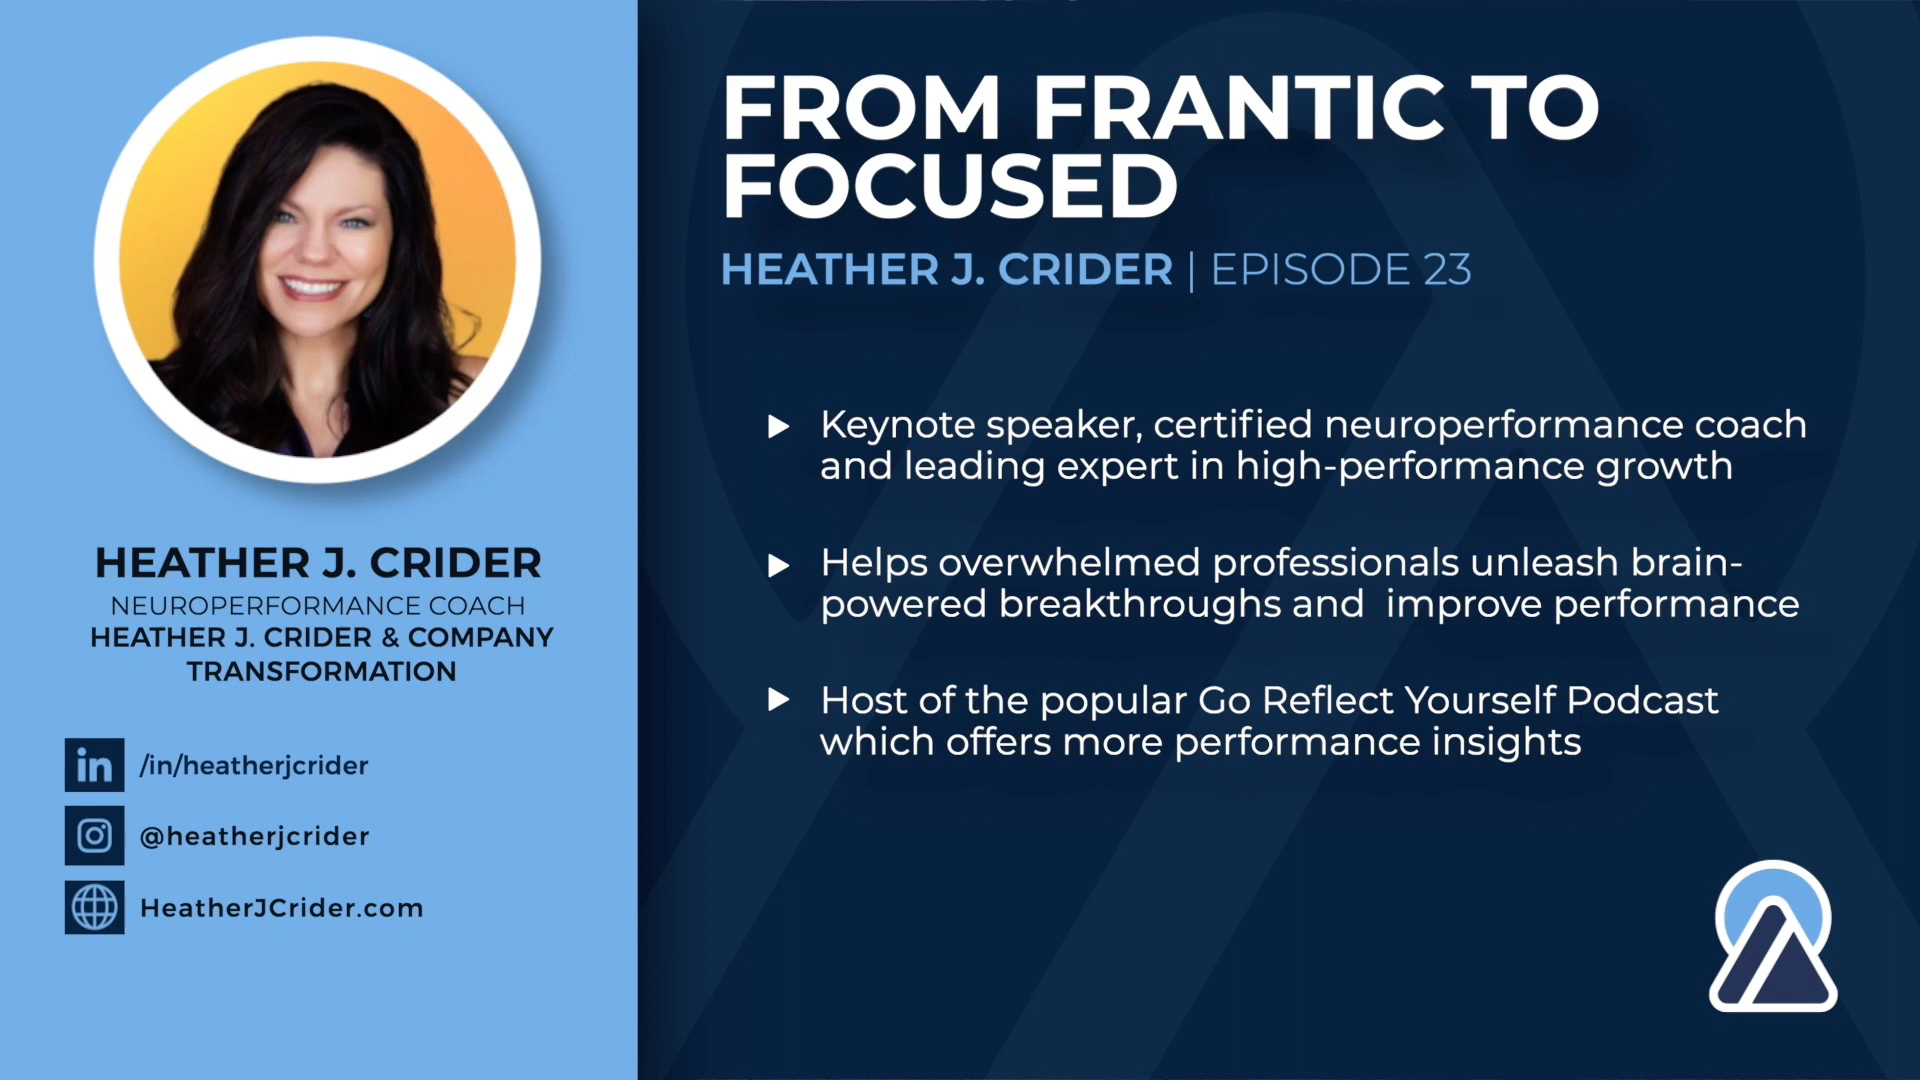 HEATHER J. CRIDER
NEUROPERFORMANCE COACH
HEATHER J. CRIDER & COMPANY
TRANSFORMATION
in /in/heatherjcrider
@heatherjcrider
HeatherJCrider.com
FROM FRANTIC TO
FOCUSED
HEATHER J. CRIDER | EPISODE 23
Keynote speaker, certified neuroperformance coach
and leading expert in high-performance growth
Helps overwhelmed professionals unleash brain-
powered breakthroughs and  improve performance
Host of the popular Go Reflect Yourself Podcast
which offers more performance insights